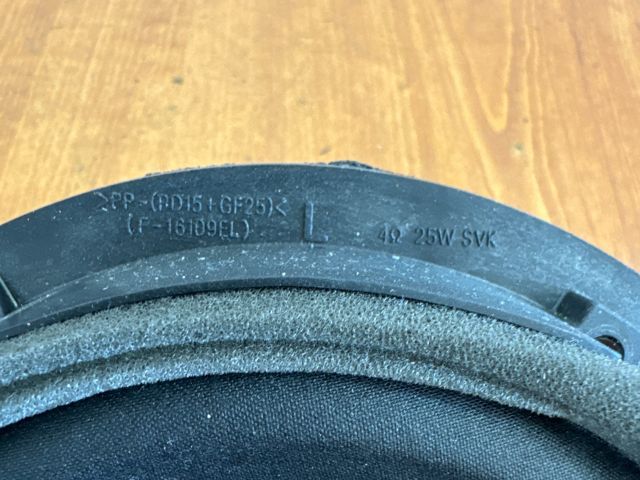 >PP-(PD15+GF25)<
(F-16109EL)
L
4Ω 25W SVK